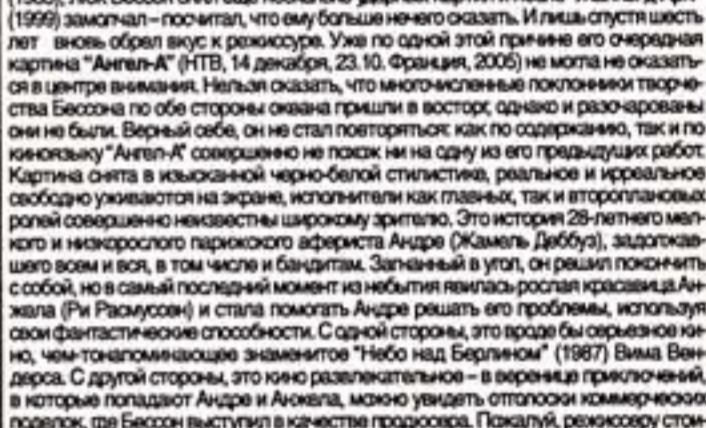 замолчал – посчитал, что ему больше нечего сказать. И лишь спустя шесть
лет вновь обрел вкус к режиссуре. Уже по одной этой причине его очередная
картина "Ангел-А" (НТВ, 14 декабря, 23.10. Франция, 2005) не могла не оказать-
ся в центре внимания. Нельзя сказать, что многочисленные поклонники творче-
ства Бессона по обе стороны океана пришли в восторг, однако и разочарованы
они не были. Верный себе, он не стал повторяться: как по содержанию, так и по
киноязыку "Ангел-А" совершенно не похож ни на одну из его предыдущих работ.
Картина снята в изысканной черно-белой стилистике, реальное и ирреальное
свободно уживаются на экране, исполнители как главных, так и второплановых
ролей совершенно неизвестны широкому зрителю. Это история 28-летнего мел-
кого и низкорослого парижского афериста Андре (Жамель Деббуз), задолжав-
шего всем и вся, в том числе и бандитам. Загнанный в угол, он решил покончить
с собой, но в самый последний момент из небытия явилась рослая красавица Ан-
жела (Ри Расмуссен) и стала помогать Андре решать его проблемы, используя
свои фантастические способности. С одной стороны, это вроде бы серьезное ки-
но, чем-то напоминающее знаменитое "Небо над Берлином" (1987) Вима Вен-
дерса. С другой стороны, это кино развлекательное – в веренице приключений,
в которые попадают Андре и Анжела, можно увидеть отголоски коммерческих
поделок, где Бессон выступил в качестве продюсера. Пожалуй, режиссеру стои-